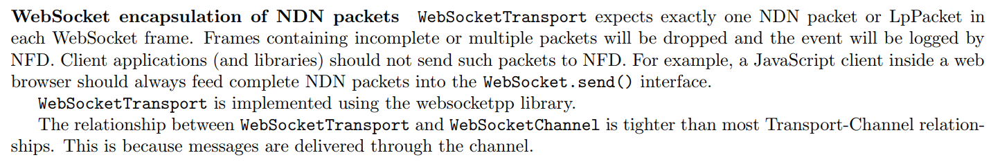 WebSocket encapsulation of NDN packets WebSocketTransport expects exactly one NDN packet or LpPacket in
each WebSocket frame. Frames containing incomplete or multiple packets will be dropped and the event will be logged by
NFD. Client applications (and libraries) should not send such packets to NFD. For example, a JavaScript client inside a web
browser should always feed complete NDN packets into the WebSocket.send() interface.
WebSocketTransport is implemented using the websocketpp library.
The relationship between WebSocketTransport and WebSocketChannel is tighter than most Transport-Channel relation-
ships. This is because messages are delivered through the channel.